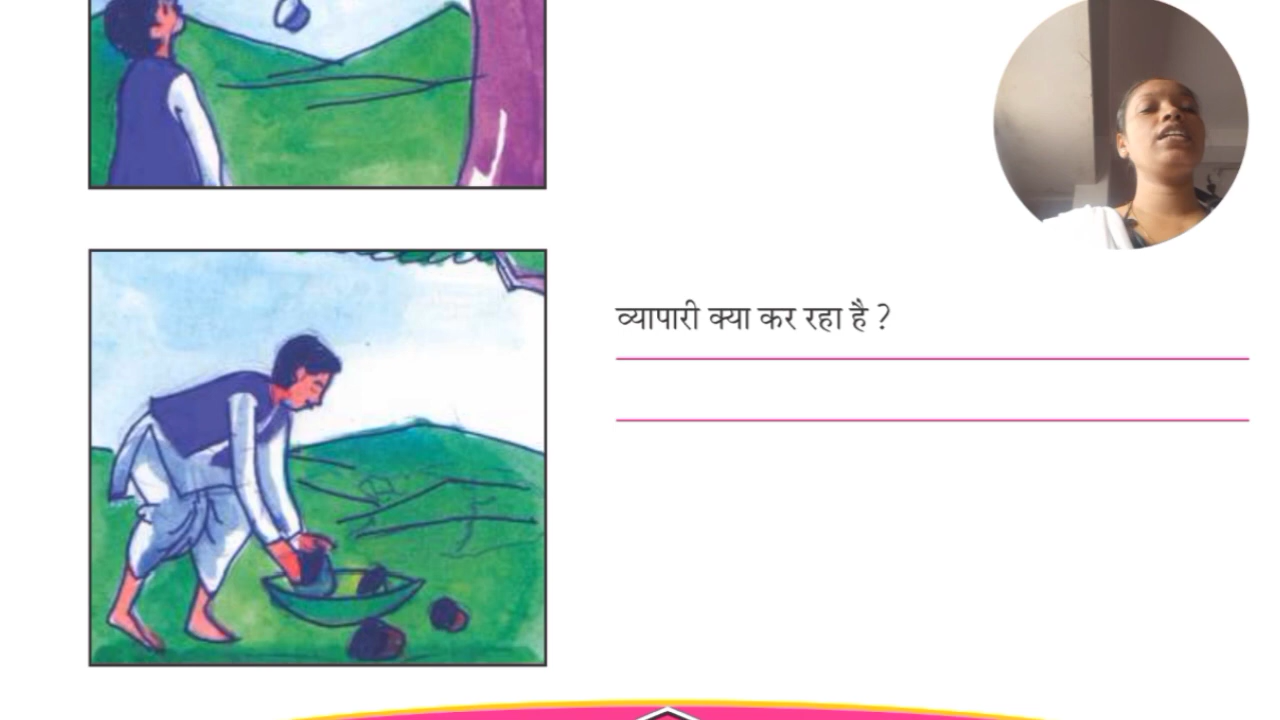 व्यापारी क्या कर रहा है ?